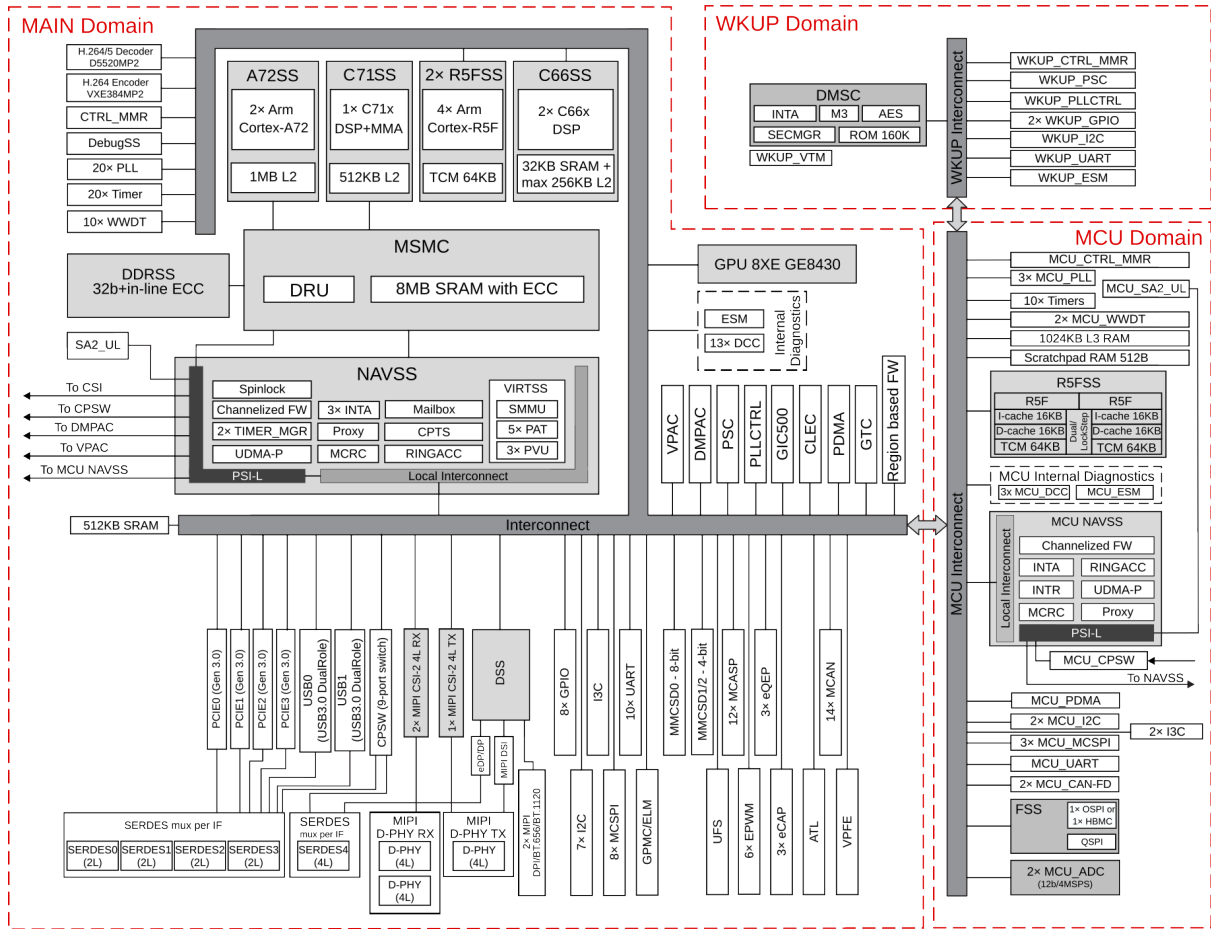 MAIN Domain
H.264/5 Decoder
D5520MP2
H.264 Encoder
VXE384MP2
CTRL_MMR
DebugSS
20× PLL
20× Timer
10× WWDT
A72SS
2× Arm
Cortex-A72
1MB L2
C71SS
1× C71x
DSP+MMA
512KB L2
2× R5FSS
4× Arm
Cortex-R5F
TCM 64KB
C66SS
2× C66x
DSP
32KB SRAM +
max 256KB L2
MSMC
DRU
8MB SRAM with ECC
DDRSS
32b+in-line ECC
SA2_UL
To CSI
To CPSW
To DMPAC
To VPAC
To MCU NAVSS
NAVSS
Spinlock
Channelized FW
2× TIMER_MGR
UDMA-P
3× INTA
Proxy
MCRC
Mailbox
CPTS
RINGACC
VIRTSS
SMMU
5× PAT
3× PVU
PSI-L
Local Interconnect
GPU 8XE GE8430
ESM
13× DCC
Internal
Diagnostics
VPAC
DMPAC
PSC
PLLCTRL
GIC500
CLEC
PDMA
GTC
Region based FW
512KB SRAM
Interconnect
PCIE0 (Gen 3.0)
PCIE1 (Gen 3.0)
PCIE2 (Gen 3.0)
PCIE3 (Gen 3.0)
USB0
(USB3.0 DualRole)
USB1
(USB3.0 DualRole)
CPSW (9-port switch)
2× MIPI CSI-2 4L RX
1× MIPI CSI-2 4L TX
DSS
eDP/DP
MIPI DSI
2× MIPI
DPI/BT.656/BT.1120
8× GPIO
7× I2C
I3C
8× MCSPI
10× UART
GPMC/ELM
MMCSD0 - 8-bit
MMCSD1/2 - 4-bit
UFS
12× MCASP
6× EPWM
3× eQEP
3× eCAP
ATL
14× MCAN
VPFE
SERDES mux per IF
SERDES0
(2L)
SERDES1
(2L)
SERDES2
(2L)
SERDES3
(2L)
SERDES
mux per IF
SERDES4
(4L)
MIPI
D-PHY RX
D-PHY
(4L)
D-PHY
(4L)
MIPI
D-PHY TX
D-PHY
(4L)
WKUP Domain
DMSC
INTA
M3
AES
SECMGR
ROM 160K
WKUP_VTM
WKUP Interconnect
WKUP_CTRL_MMR
WKUP_PSC
WKUP_PLLCTRL
2× WKUP_GPIO
WKUP_I2C
WKUP_UART
WKUP_ESM
MCU Domain
MCU Interconnect
MCU_CTRL_MMR
3× MCU_PLL
MCU_SA2_UL
10× Timers
2× MCU_WWDT
1024KB L3 RAM
Scratchpad RAM 512B
R5FSS
R5F
I-cache 16KB
D-cache 16KB
TCM 64KB
Dual/
LockStep
R5F
I-cache 16KB
D-cache 16KB
TCM 64KB
MCU Internal Diagnostics
3x MCU_DCC
MCU_ESM
MCU NAVSS
Local Interconnect
Channelized FW
INTA
RINGACC
INTR
UDMA-P
MCRC
Proxy
PSI-L
MCU_CPSW
To NAVSS
MCU_PDMA
2× MCU_I2C
2× I3C
3× MCU_MCSPI
MCU_UART
2× MCU_CAN-FD
FSS
1× OSPI or
1× HBMC
QSPI
2× MCU_ADC
(12b/4MSPS)